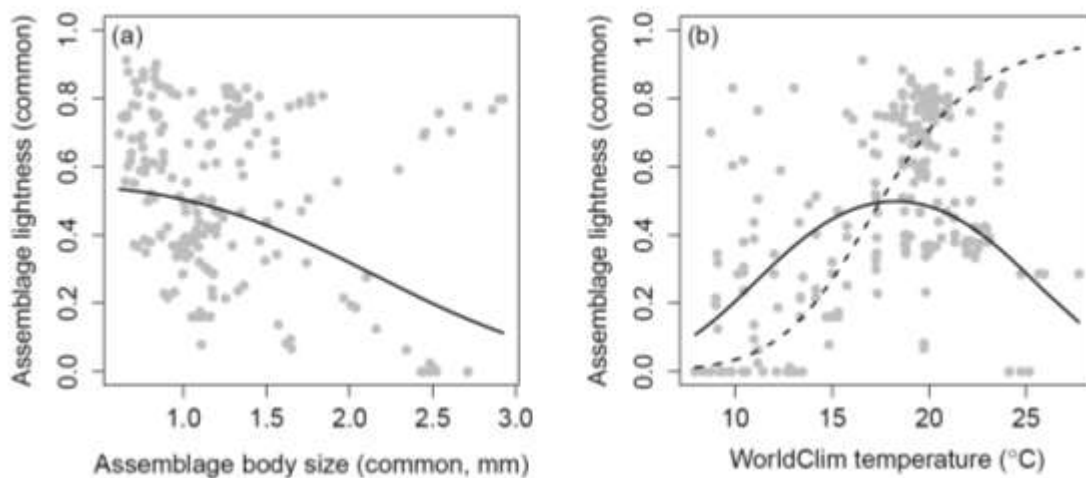 (a)
Assemblage lightness (common)
0.0 0.2 0.4 0.6 0.8 1.0
1.0 1.5 2.0 2.5 3.0
Assemblage body size (common, mm)
(b)
Assemblage lightness (common)
0.0 0.2 0.4 0.6 0.8 1.0
10 15 20 25
WorldClim temperature (°C)